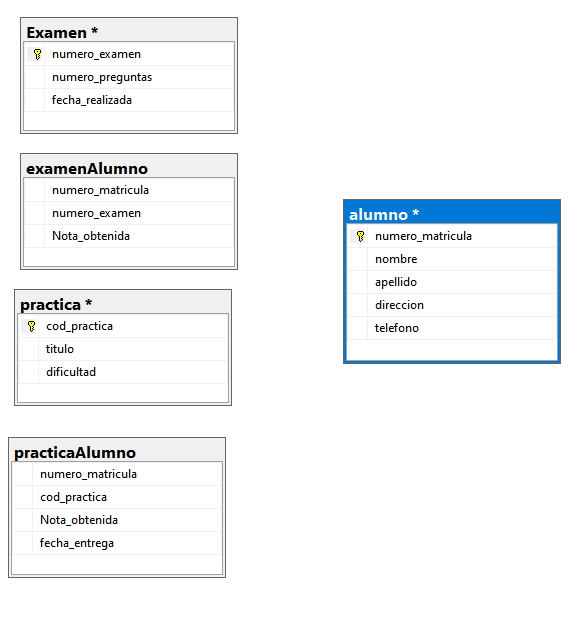 Examen *
numero_examen
numero_preguntas
fecha_realizada
examenAlumno
numero_matricula
numero_examen
Nota_obtenida
practica *
cod_practica
titulo
dificultad
practicaAlumno
numero_matricula
cod_practica
Nota_obtenida
fecha_entrega
alumno *
numero_matricula
nombre
apellido
direccion
telefono